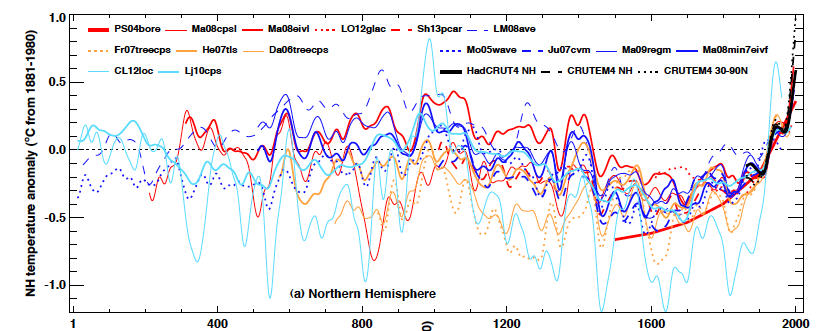 1.0
PS04bore Ma08cpsl Ma08eivl LO12glac Sh13pcar LM08ave
Fr07treecps He07tls Da06treecps Mo05wave Ju07cvm Ma09regm Ma08min7eivf
CL12loc Lj10cps HadCRUT4 NH CRUTEM4 NH CRUTEM4 30-90N
NH temperature anomaly (°C from 1881-1980)
0.5
0.0
-0.5
-1.0
(a) Northern Hemisphere
1 400 800 1200 1600 2000